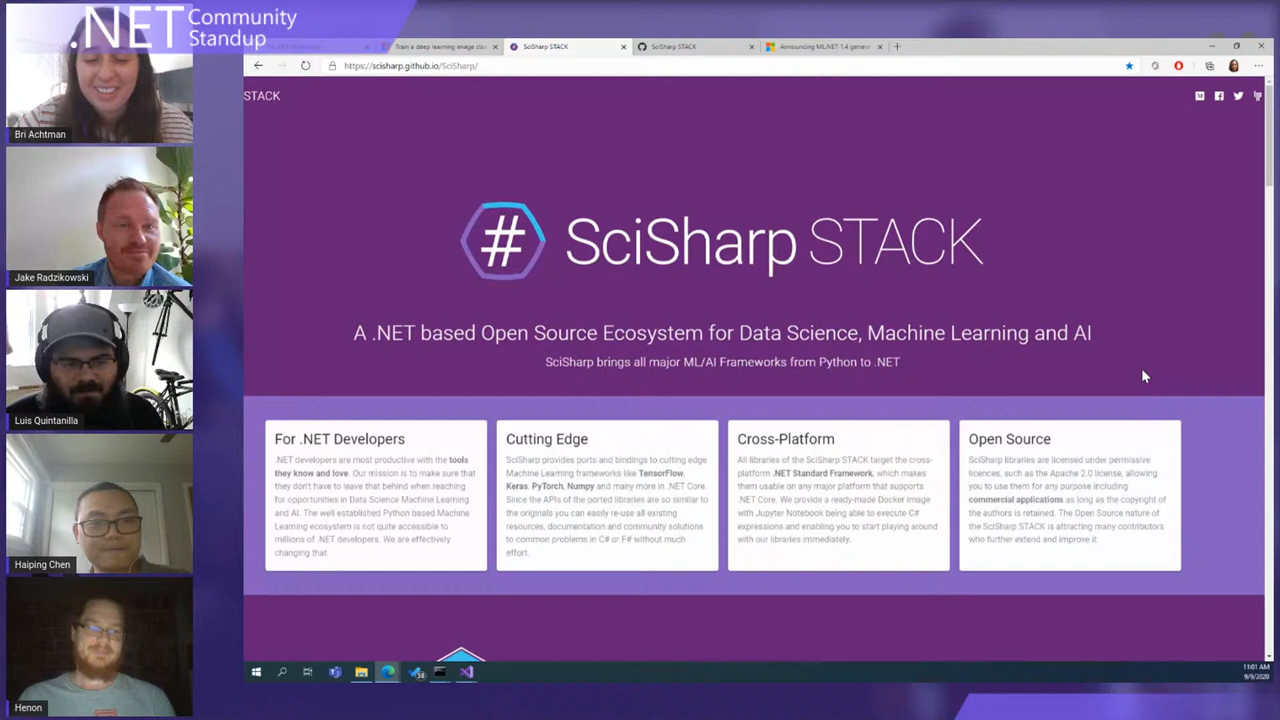 .NET Community
Standup
Train a deep learning image clas
SciSharp STACK
SciSharp STACK
Announcing ML.NET 1.4 genera
https://scisharp.github.io/SciSharp/
STACK
# SciSharp STACK
A .NET based Open Source Ecosystem for Data Science, Machine Learning and AI
SciSharp brings all major ML/AI Frameworks from Python to .NET
For .NET Developers
.NET developers are most productive with the tools
they know and love. Our mission is to make sure that
they don't have to leave that behind when reaching
for opportunities in Data Science Machine Learning
and AI. The well established Python based Machine
Learning ecosystem is not quite accessible to
millions of .NET developers. We are effectively
changing that.
Cutting Edge
SciSharp provides ports and bindings to cutting edge
Machine Learning frameworks like TensorFlow,
Keras, PyTorch, Numpy and many more in .NET Core.
Since the APIs of the ported libraries are so similar to
the originals you can easily re-use all existing
resources, documentation and community solutions
to common problems in C# or F# without much
effort.
Cross-Platform
All libraries of the SciSharp STACK target the cross-
platform .NET Standard Framework, which makes
them usable on any major platform that supports
.NET Core. We provide a ready-made Docker image
with Jupyter Notebook being able to execute C#
expressions and enabling you to start playing around
with our libraries immediately.
Open Source
SciSharp libraries are licensed under permissive
licences, such as the Apache 2.0 license, allowing
you to use them for any purpose including
commercial applications as long as the copyright of
the authors is retained. The Open Source nature of
the SciSharp STACK is attracting many contributors
who further extend and improve it.
Bri Achtman
Jake Radzikowski
Luis Quintanilla
Haiping Chen
Henon
11:01 AM
9/9/2020